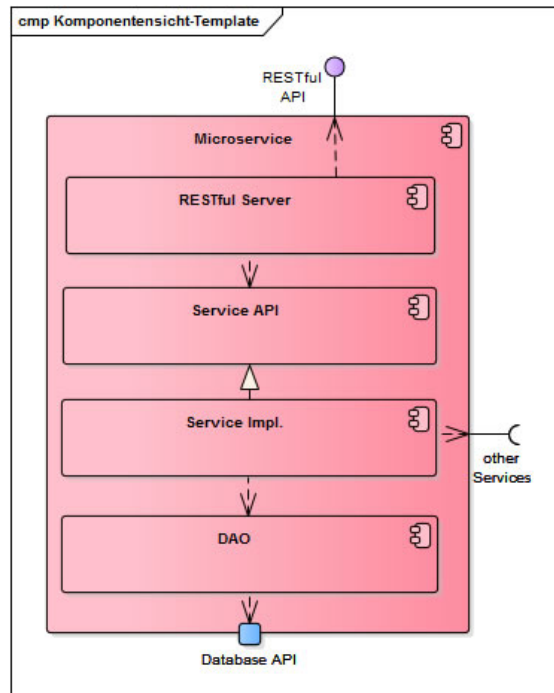 cmp Komponentensicht-Template
RESTful
API
Microservice
RESTful Server
Service API
Service Impl.
other
Services
DAO
Database API